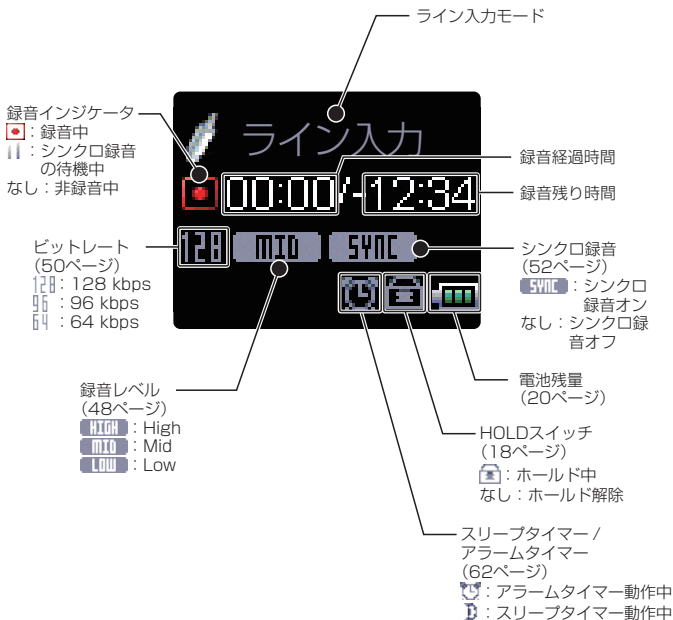 ライン入力モード
録音インジケータ
：録音中
：シンクロ録音
の待機中
なし：非録音中
ライン入力
00:00/-12:34
録音経過時間
録音残り時間
128 MID SYNC
ビットレート
（50ページ）
128：128 kbps
96：96 kbps
64：64 kbps
シンクロ録音
（52ページ）
SYNC：シンクロ
録音オン
なし：シンクロ録
音オフ
録音レベル
（48ページ）
HIGH：High
MID：Mid
LOW：Low
電池残量
（20ページ）
HOLDスイッチ
（18ページ）
：ホールド中
なし：ホールド解除
スリープタイマー /
アラームタイマー
（62ページ）
：アラームタイマー動作中
：スリープタイマー動作中